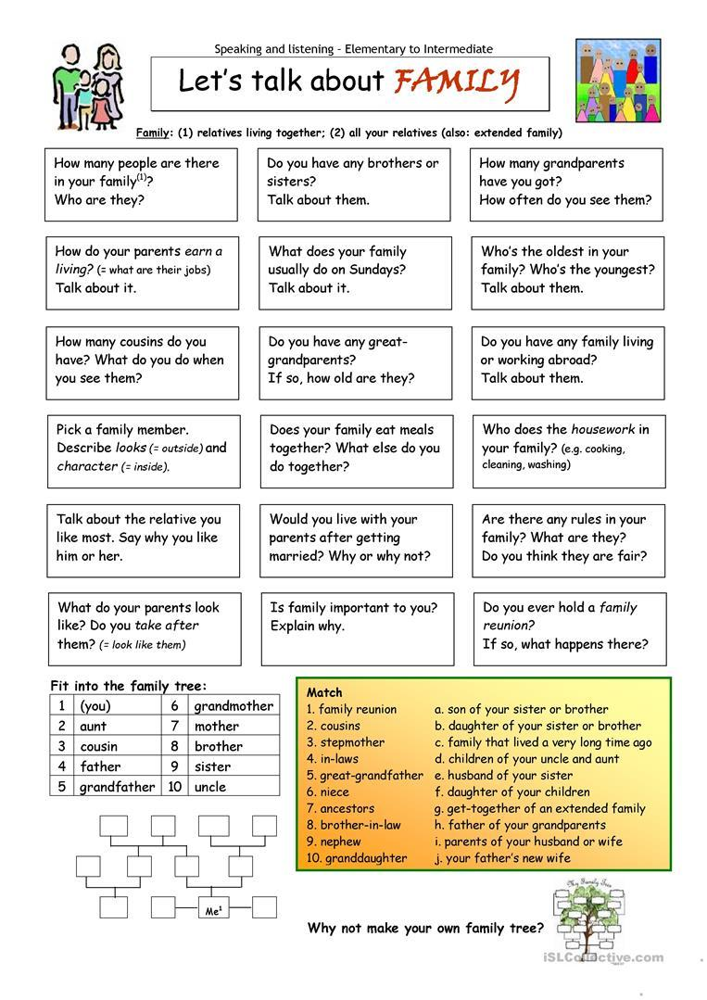 Speaking and listening – Elementary to Intermediate
Let's talk about FAMILY
Family: (1) relatives living together; (2) all your relatives (also: extended family)
How many people are there
in your family(1)?
Who are they?
Do you have any brothers or
sisters?
Talk about them.
How many grandparents
have you got?
How often do you see them?
How do your parents earn a
living? (= what are their jobs)
Talk about it.
What does your family
usually do on Sundays?
Talk about it.
Who's the oldest in your
family? Who's the youngest?
Talk about them.
How many cousins do you
have? What do you do when
you see them?
Do you have any great-
grandparents?
If so, how old are they?
Do you have any family living
or working abroad?
Talk about them.
Pick a family member.
Describe looks (= outside) and
character (= inside).
Does your family eat meals
together? What else do you
do together?
Who does the housework in
your family? (e.g. cooking,
cleaning, washing)
Talk about the relative you
like most. Say why you like
him or her.
Would you live with your
parents after getting
married? Why or why not?
Are there any rules in your
family? What are they?
Do you think they are fair?
What do your parents look
like? Do you take after
them? (= look like them)
Is family important to you?
Explain why.
Do you ever hold a family
reunion?
If so, what happens there?
Fit into the family tree:
1 (you) 6 grandmother
2 aunt 7 mother
3 cousin 8 brother
4 father 9 sister
5 grandfather 10 uncle
Me1
Match
1. family reunion a. son of your sister or brother
2. cousins b. daughter of your sister or brother
3. stepmother c. family that lived a very long time ago
4. in-laws d. children of your uncle and aunt
5. great-grandfather e. husband of your sister
6. niece f. daughter of your children
7. ancestors g. get-together of an extended family
8. brother-in-law h. father of your grandparents
9. nephew i. parents of your husband or wife
10. granddaughter j. your father's new wife
My Family Tree
Why not make your own family tree?
iSLCollective.com